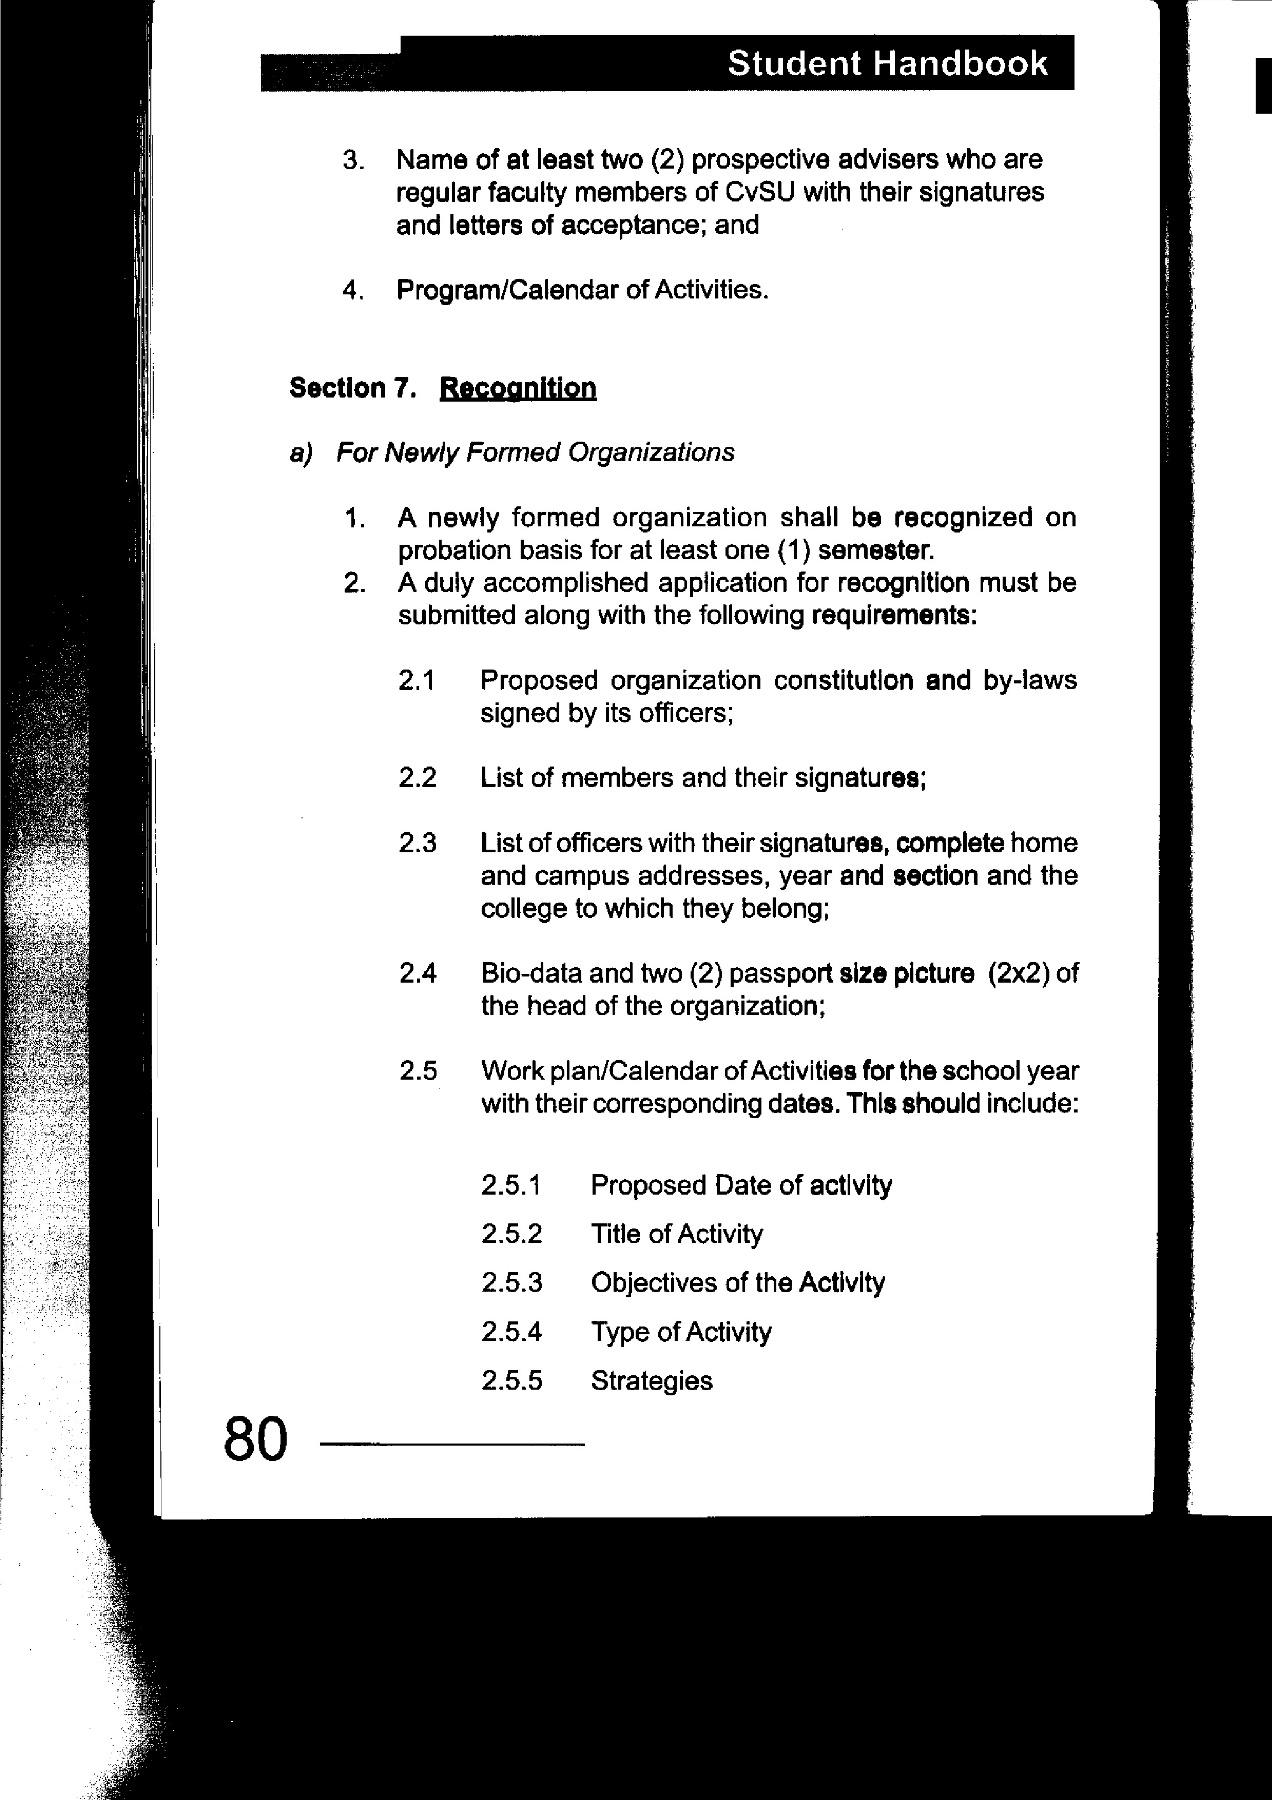 Student Handbook
3. Name of at least two (2) prospective advisers who are
regular faculty members of CvSU with their signatures
and letters of acceptance; and
4. Program/Calendar of Activities.
Section 7. Recognition
a) For Newly Formed Organizations
1. A newly formed organization shall be recognized on
probation basis for at least one (1) semester.
2. A duly accomplished application for recognition must be
submitted along with the following requirements:
2.1 Proposed organization constitution and by-laws
signed by its officers;
2.2 List of members and their signatures;
2.3 List of officers with their signatures, complete home
and campus addresses, year and section and the
college to which they belong;
2.4 Bio-data and two (2) passport size picture (2x2) of
the head of the organization;
2.5 Work plan/Calendar of Activities for the school year
with their corresponding dates. This should include:
2.5.1 Proposed Date of activity
2.5.2 Title of Activity
2.5.3 Objectives of the Activity
2.5.4 Type of Activity
2.5.5 Strategies
80